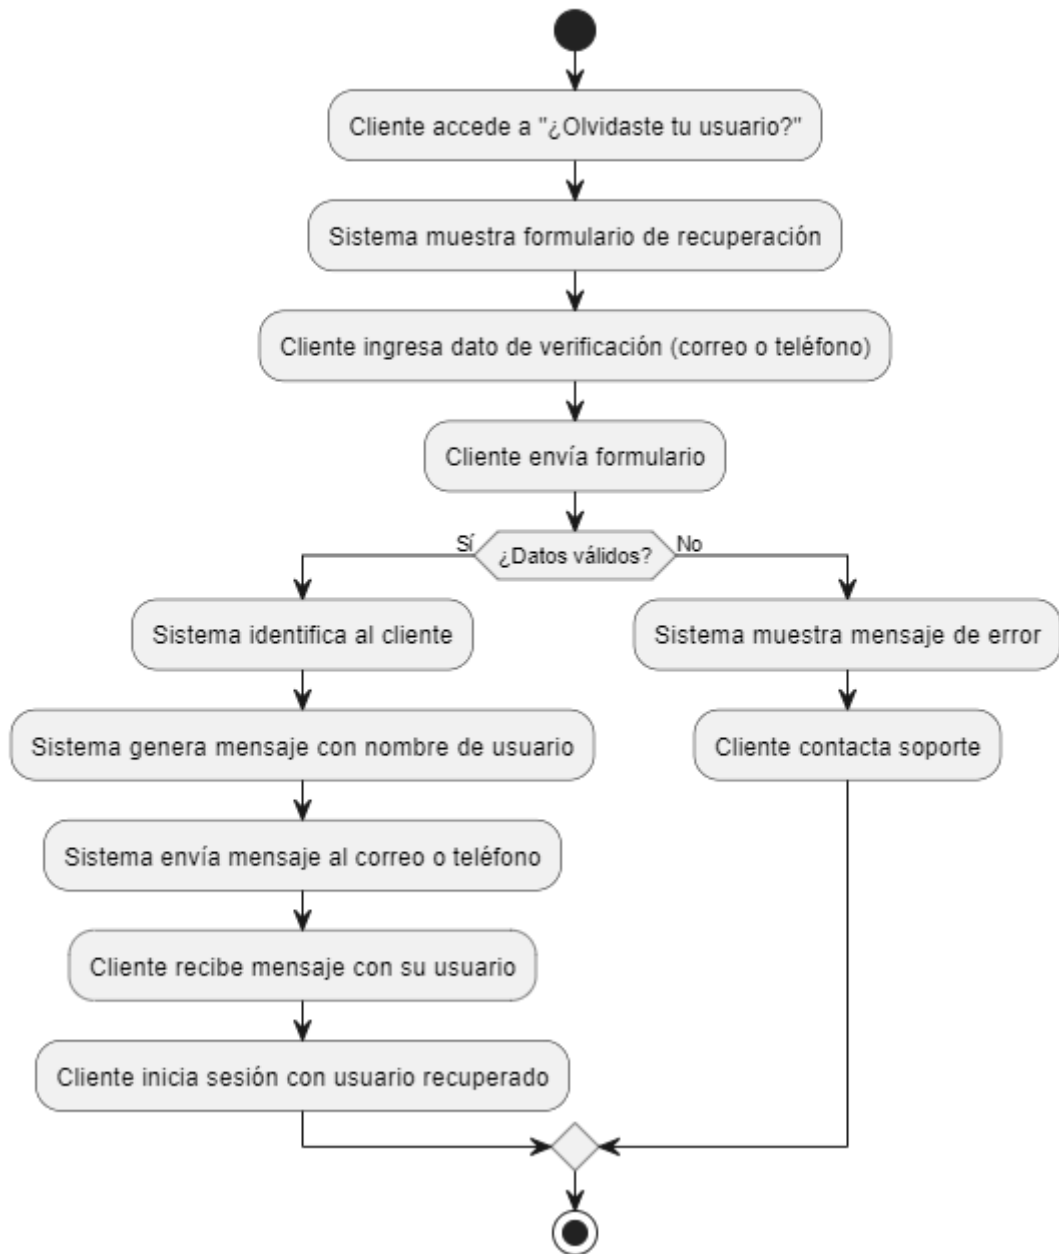 Cliente accede a "¿Olvidaste tu usuario?"
Sistema muestra formulario de recuperación
Cliente ingresa dato de verificación (correo o teléfono)
Cliente envía formulario
Sí
¿Datos válidos?
No
Sistema identifica al cliente
Sistema muestra mensaje de error
Sistema genera mensaje con nombre de usuario
Cliente contacta soporte
Sistema envía mensaje al correo o teléfono
Cliente recibe mensaje con su usuario
Cliente inicia sesión con usuario recuperado